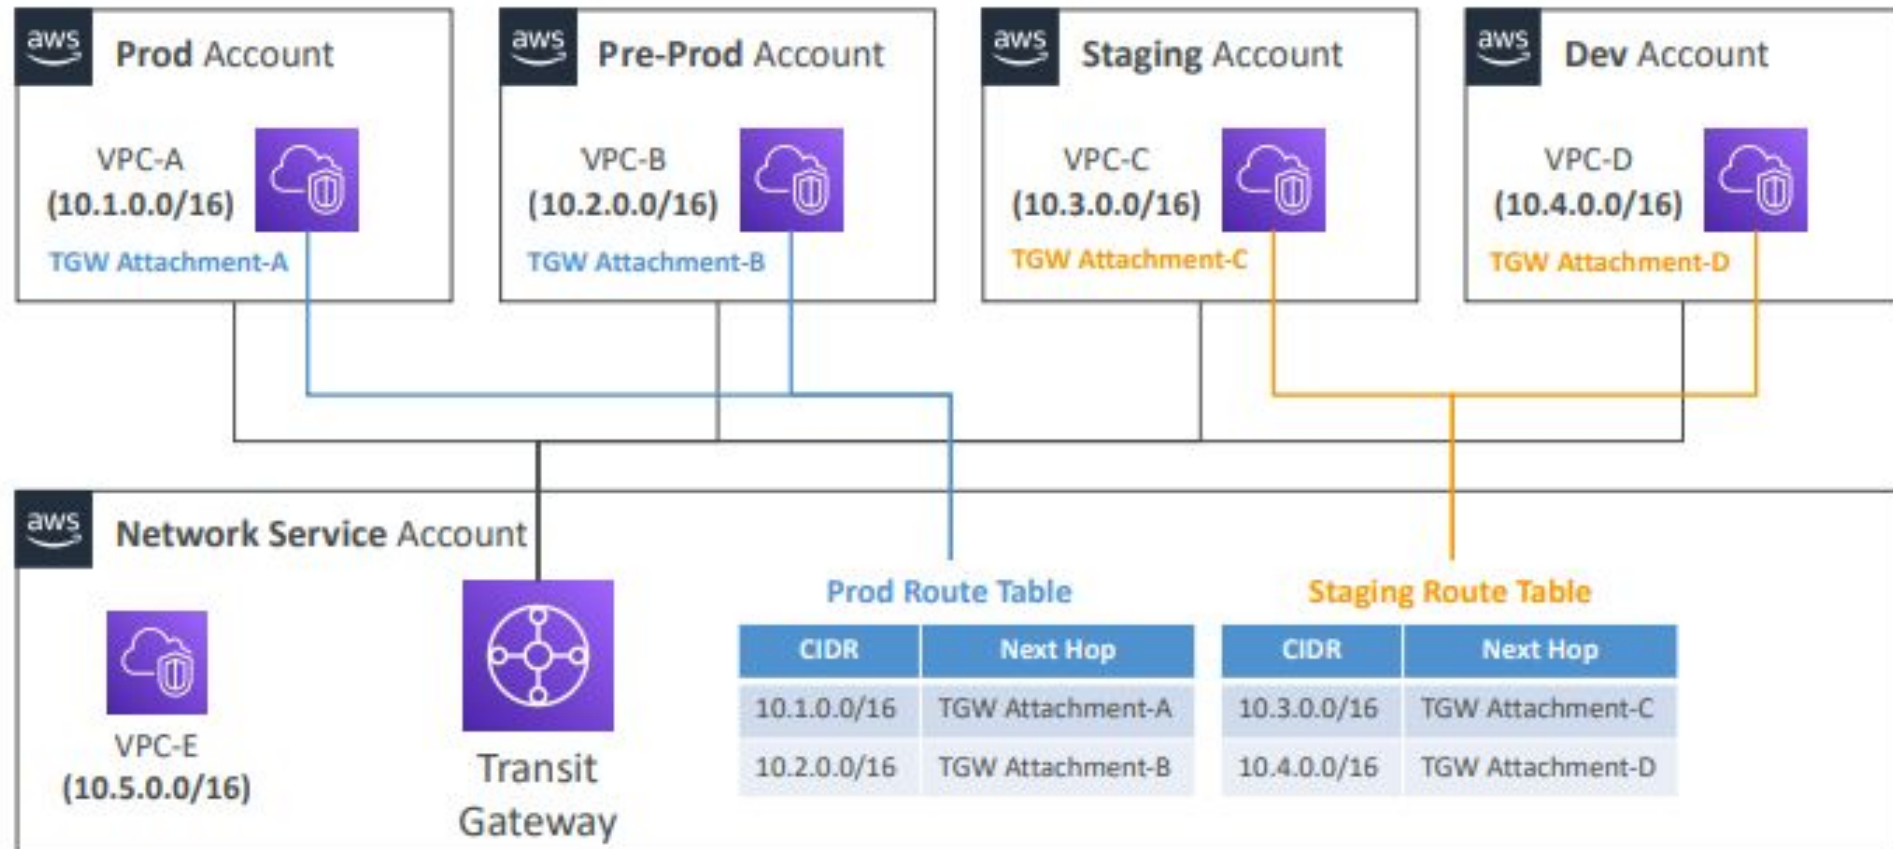 aws
Prod Account
VPC-A
(10.1.0.0/16)
TGW Attachment-A
aws
Pre-Prod Account
VPC-B
(10.2.0.0/16)
TGW Attachment-B
aws
Staging Account
VPC-C
(10.3.0.0/16)
TGW Attachment-C
aws
Dev Account
VPC-D
(10.4.0.0/16)
TGW Attachment-D
aws
Network Service Account
VPC-E
(10.5.0.0/16)
Transit
Gateway
Prod Route Table
CIDR Next Hop
10.1.0.0/16 TGW Attachment-A
10.2.0.0/16 TGW Attachment-B
Staging Route Table
CIDR Next Hop
10.3.0.0/16 TGW Attachment-C
10.4.0.0/16 TGW Attachment-D